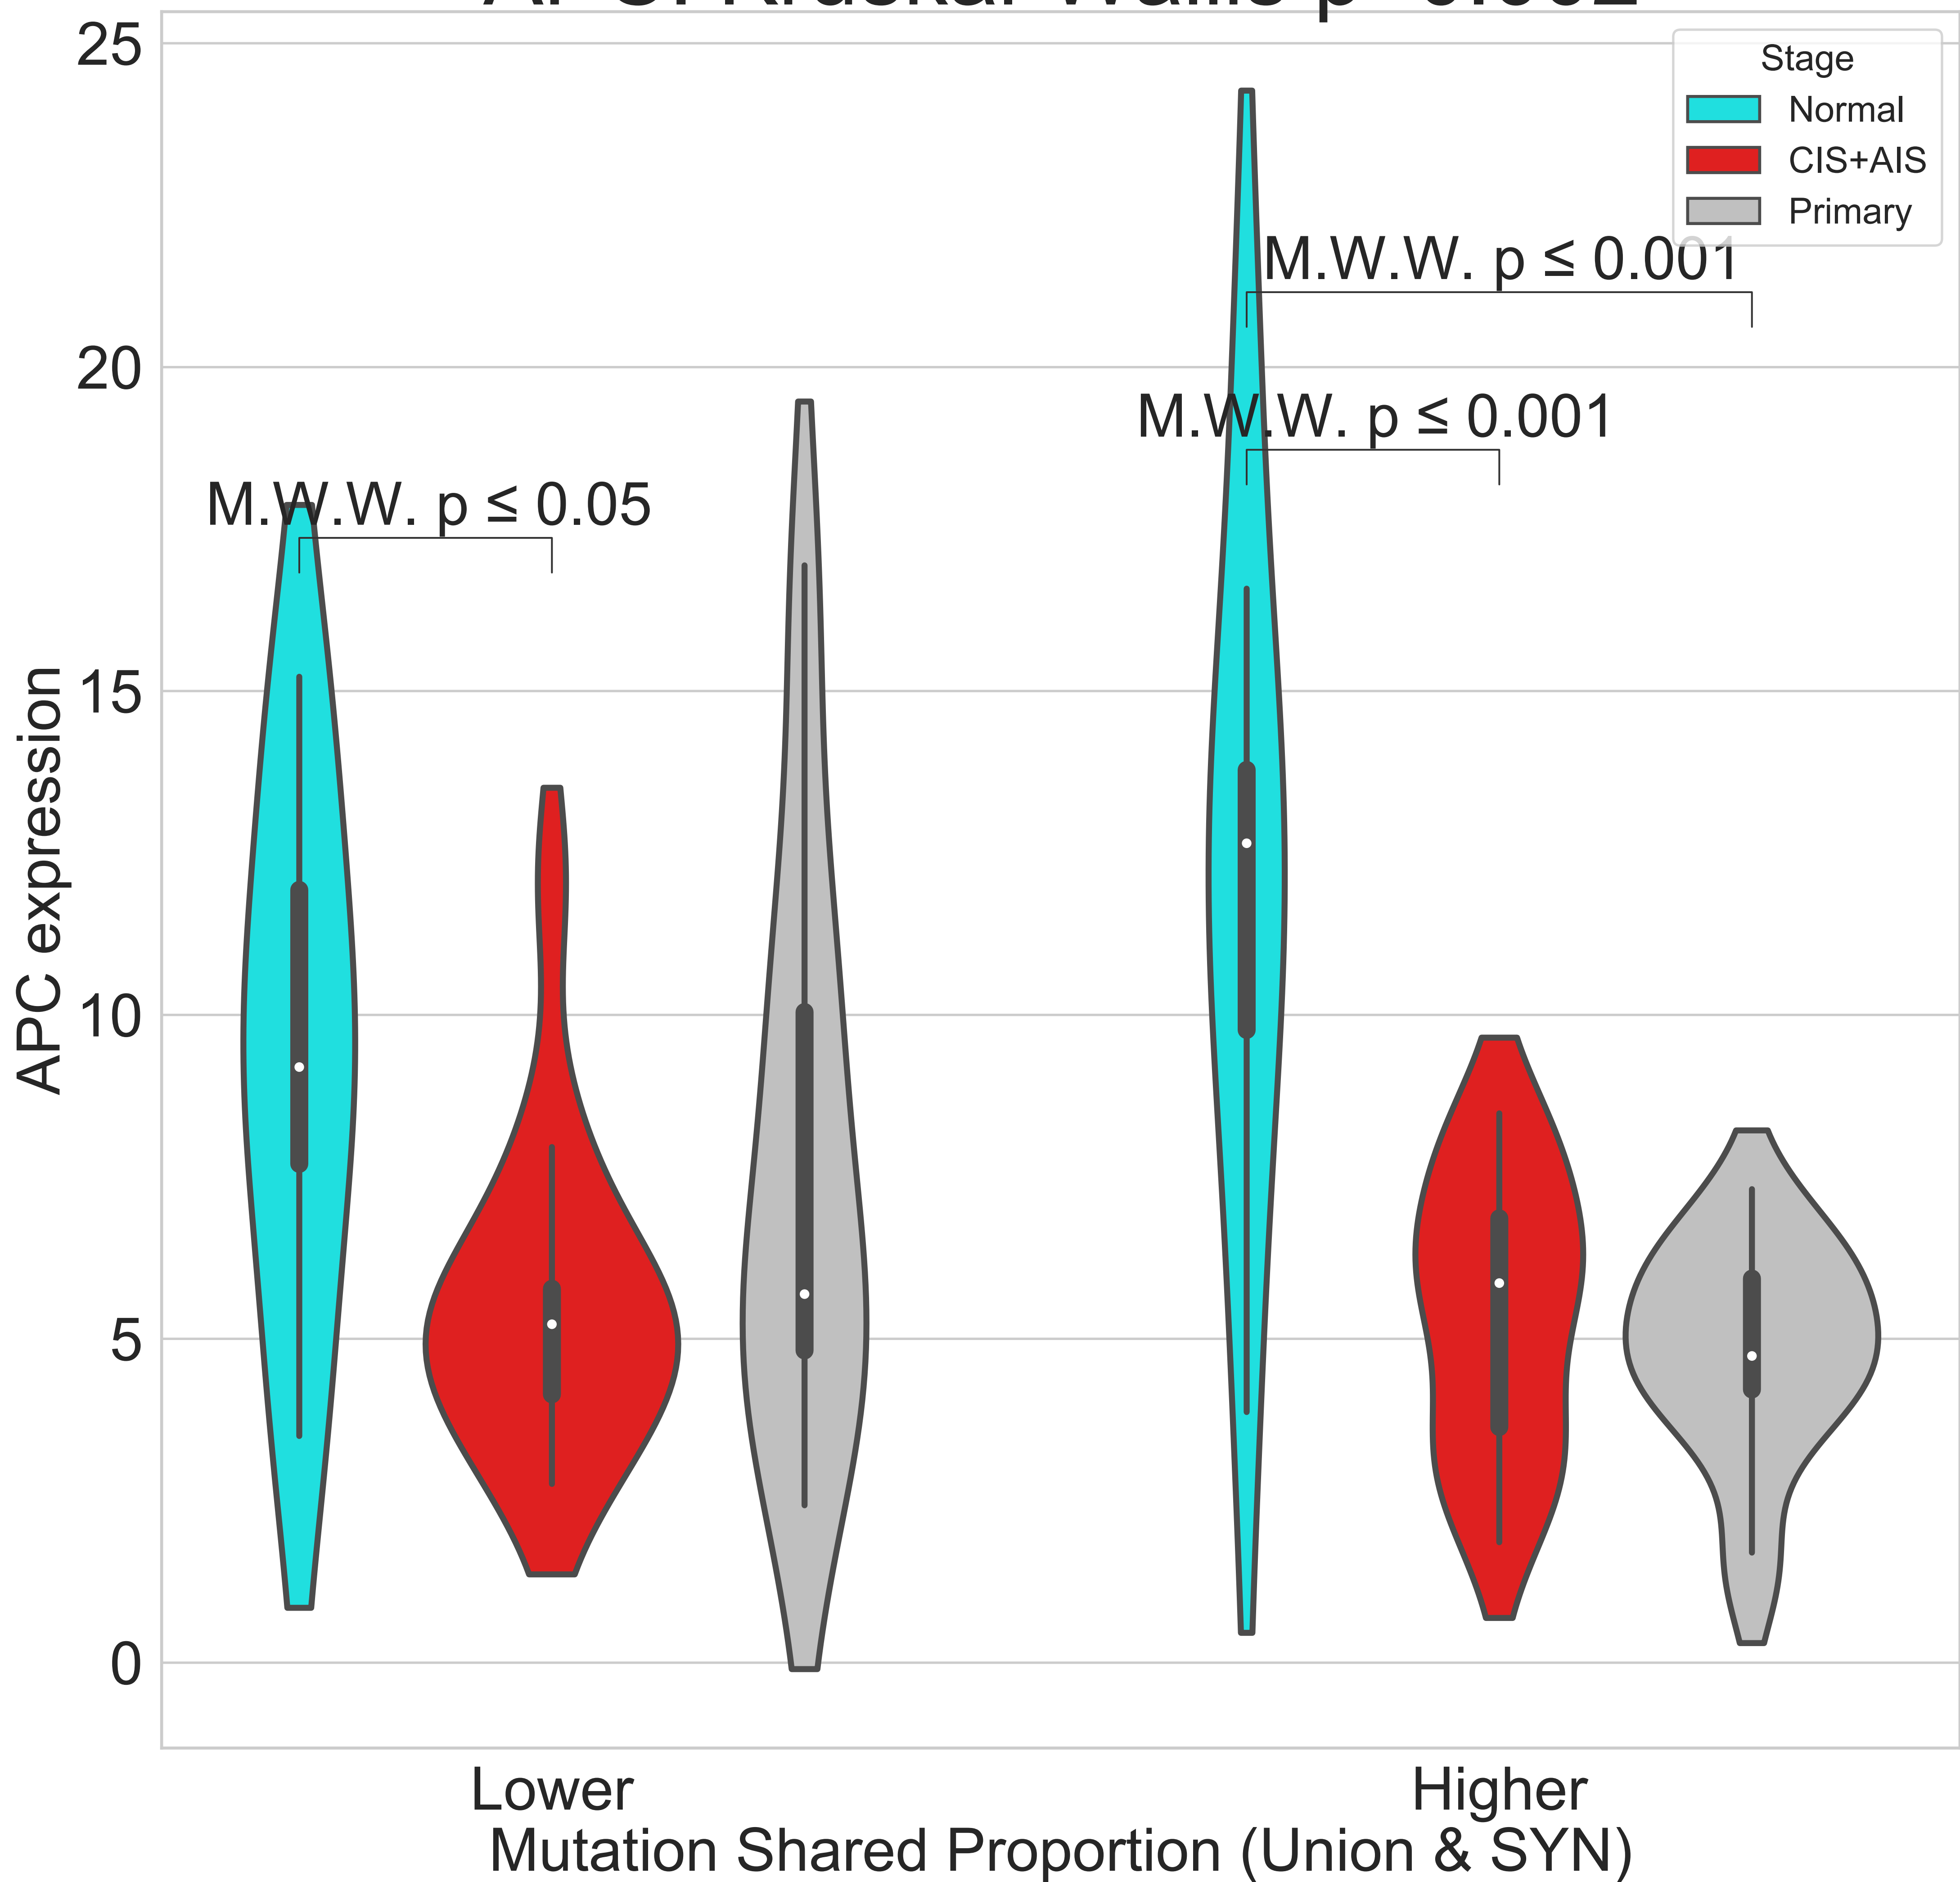 25
20
15
10
5
0
APC expression
Stage
Normal
CIS+AIS
Primary
M.W.W. p ≤ 0.001
M.W.W. p ≤ 0.001
M.W.W. p ≤ 0.05
Lower
Higher
Mutation Shared Proportion (Union & SYN)